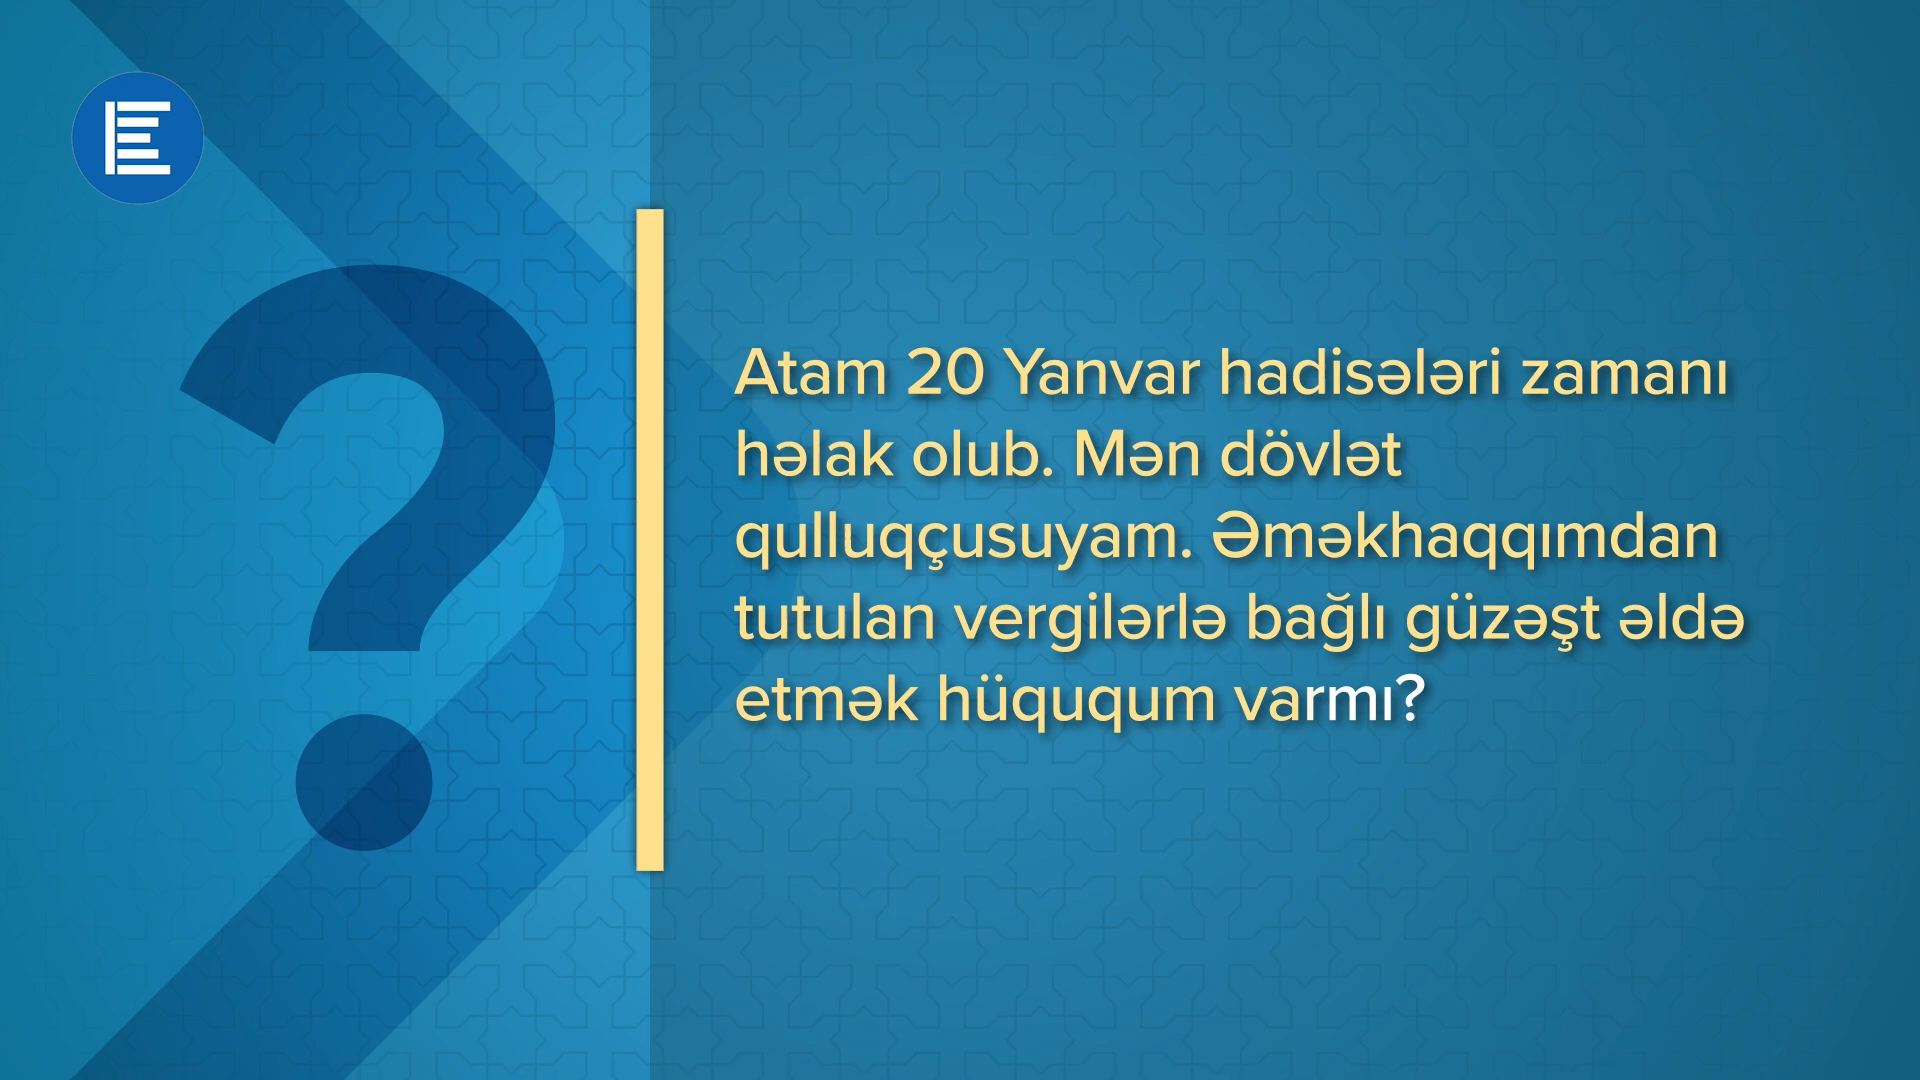 Atam 20 Yanvar hadisələri zamanı
həlak olub. Mən dövlət
qulluqçusuyam. Əməkhaqqımdan
tutulan vergilərlə bağlı güzəşt əldə
etmək hüququm varmı?